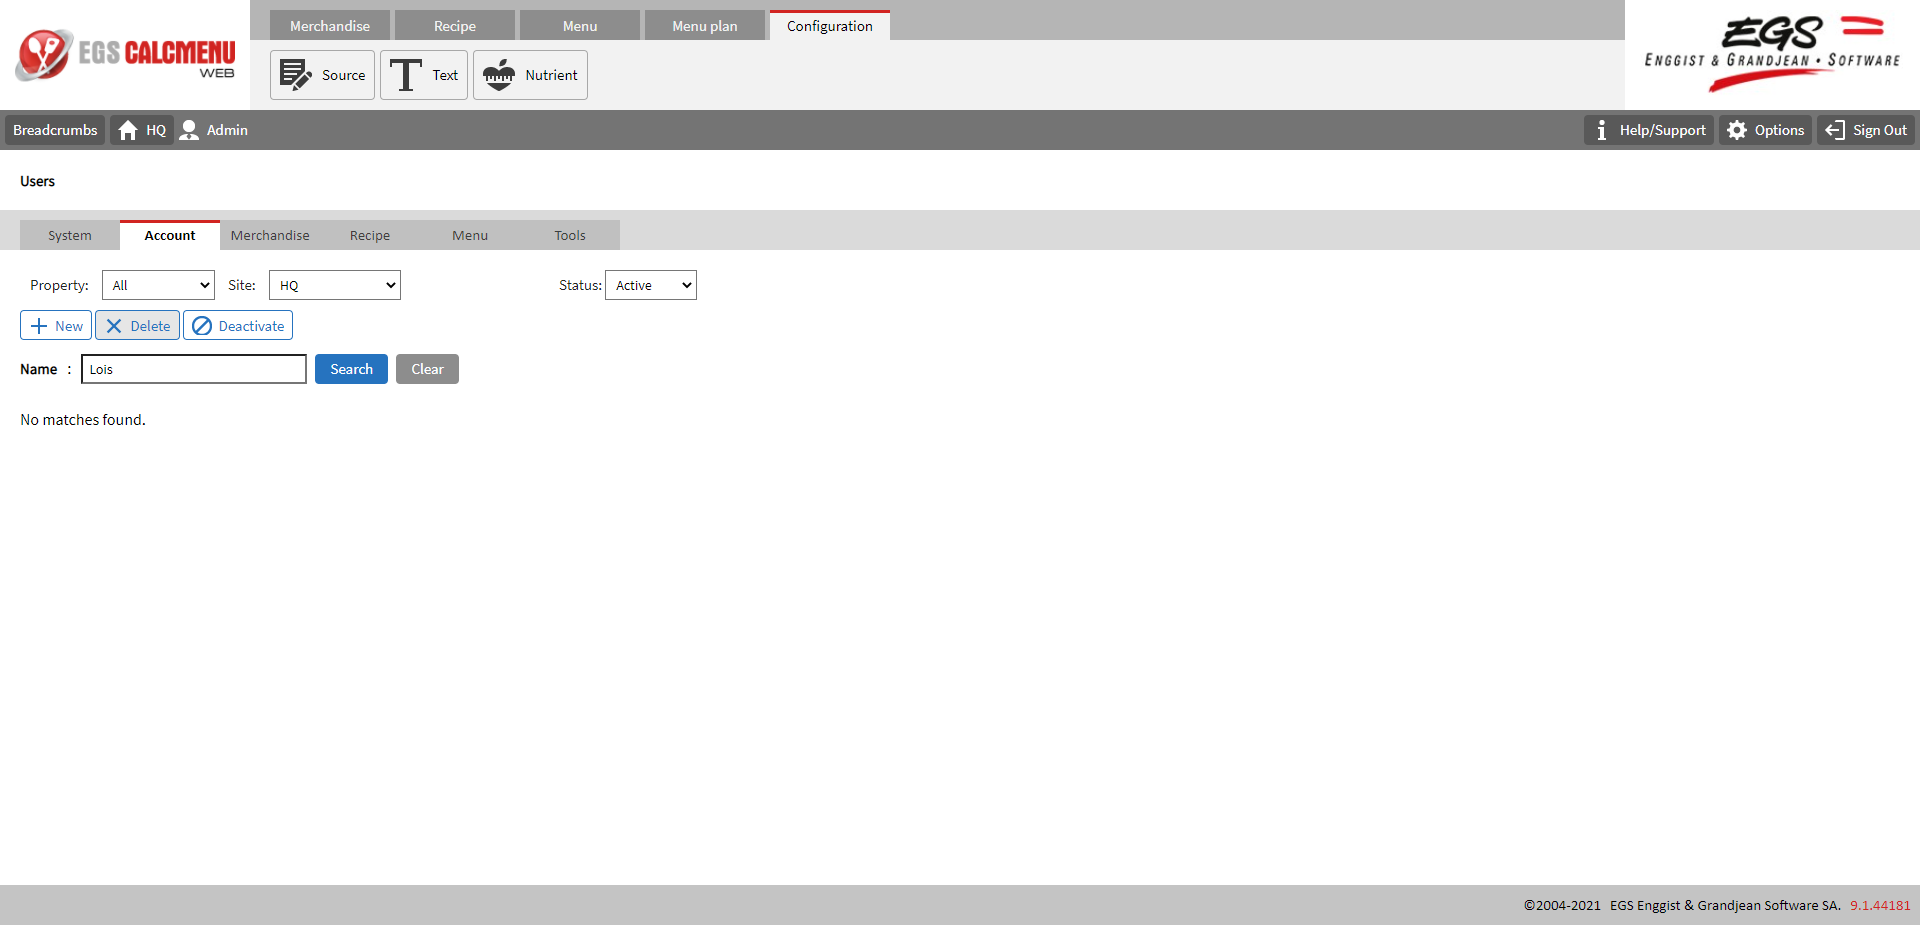 EGS CALCMENU
WEB
Merchandise Recipe Menu Menu plan Configuration
Source Text Nutrient
EGS
ENGGIST & GRANDJEAN • SOFTWARE
Breadcrumbs HQ Admin Help/Support Options Sign Out
Users
System Account Merchandise Recipe Menu Tools
Property: All Site: HQ Status: Active
New Delete Deactivate
Name : Lois Search Clear
No matches found.
©2004-2021 EGS Enggist & Grandjean Software SA. 9.1.44181